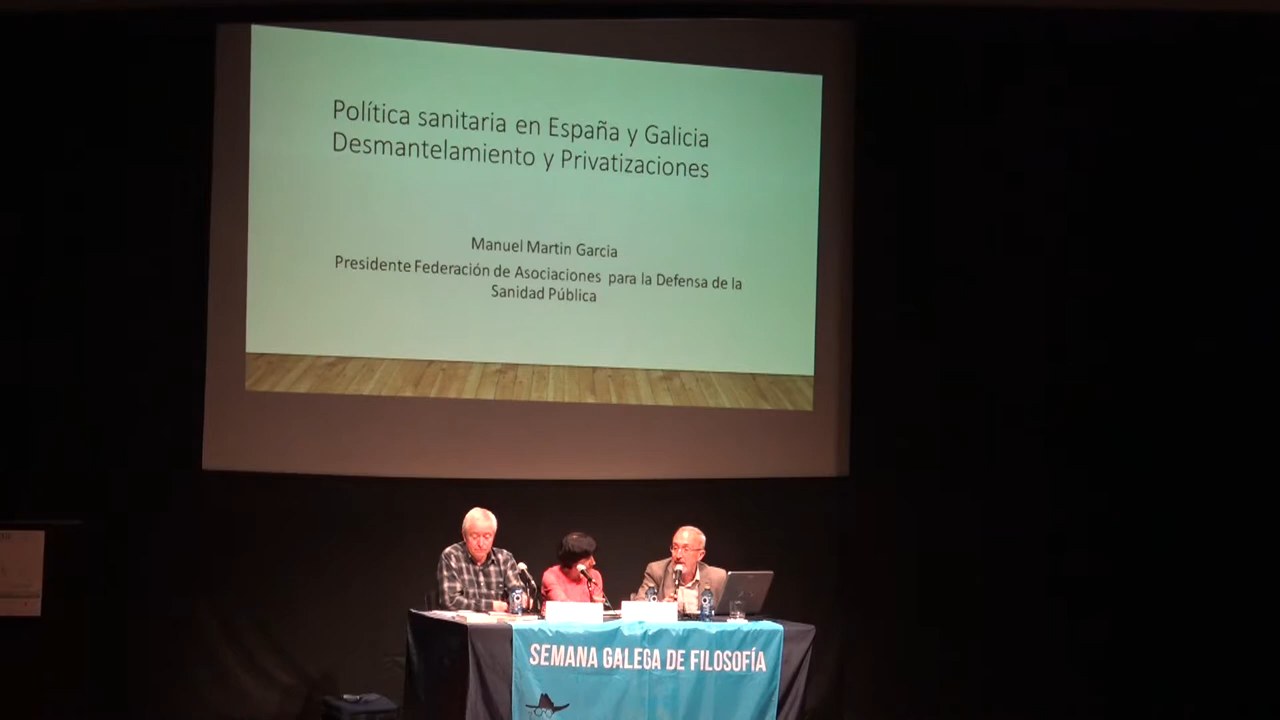 Política sanitaria en España y Galicia
Desmantelamiento y Privatizaciones
Manuel Martin Garcia
Presidente Federación de Asociaciones para la Defensa de la
Sanidad Pública
SEMANA GALEGA DE FILOSOFÍA